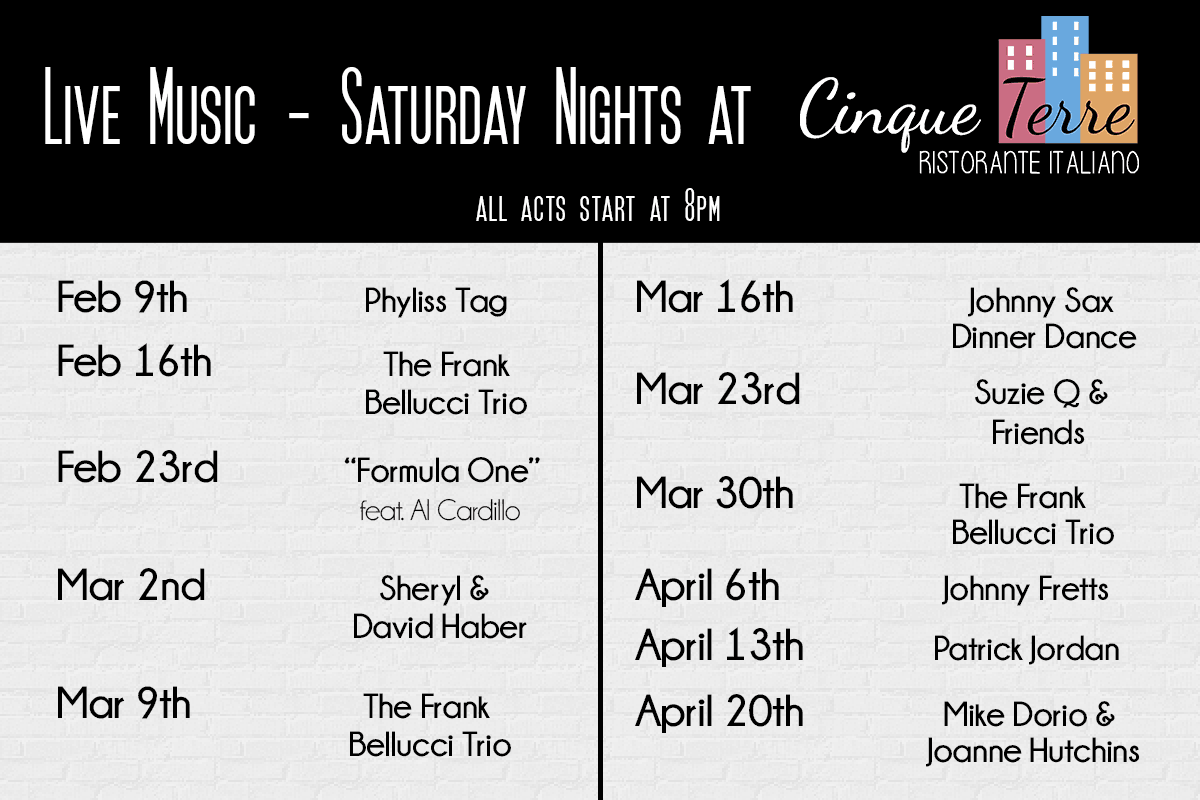 Live Music - Saturday Nights at Cinque Terre
RISTORANTE ITALIANO
ALL ACTS START AT 8PM
Feb 9th Phyliss Tag
Feb 16th The Frank
Bellucci Trio
Feb 23rd “Formula One”
feat. Al Cardillo
Mar 2nd Sheryl &
David Haber
Mar 9th The Frank
Bellucci Trio
Mar 16th Johnny Sax
Dinner Dance
Mar 23rd Suzie Q &
Friends
Mar 30th The Frank
Bellucci Trio
April 6th Johnny Fretts
April 13th Patrick Jordan
April 20th Mike Dorio &
Joanne Hutchins